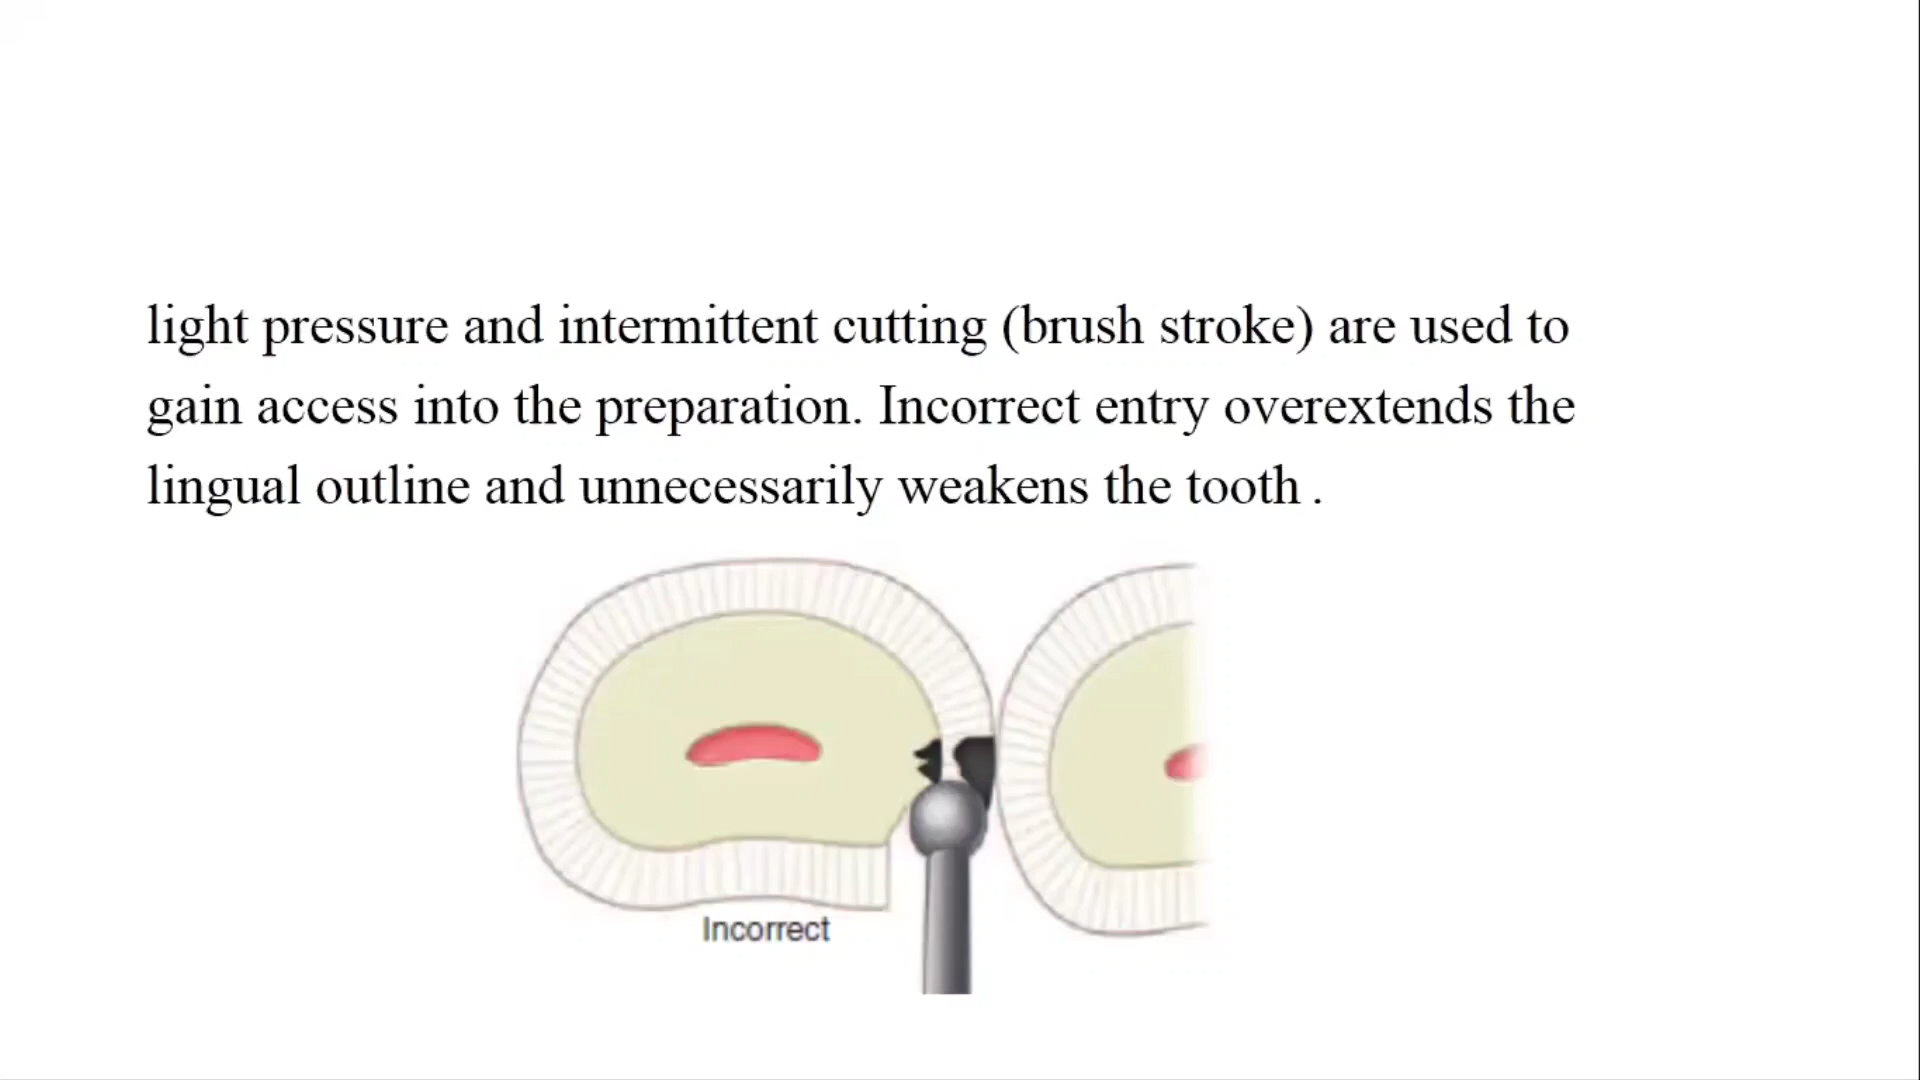 light pressure and intermittent cutting (brush stroke) are used to
gain access into the preparation. Incorrect entry overextends the
lingual outline and unnecessarily weakens the tooth .
Incorrect